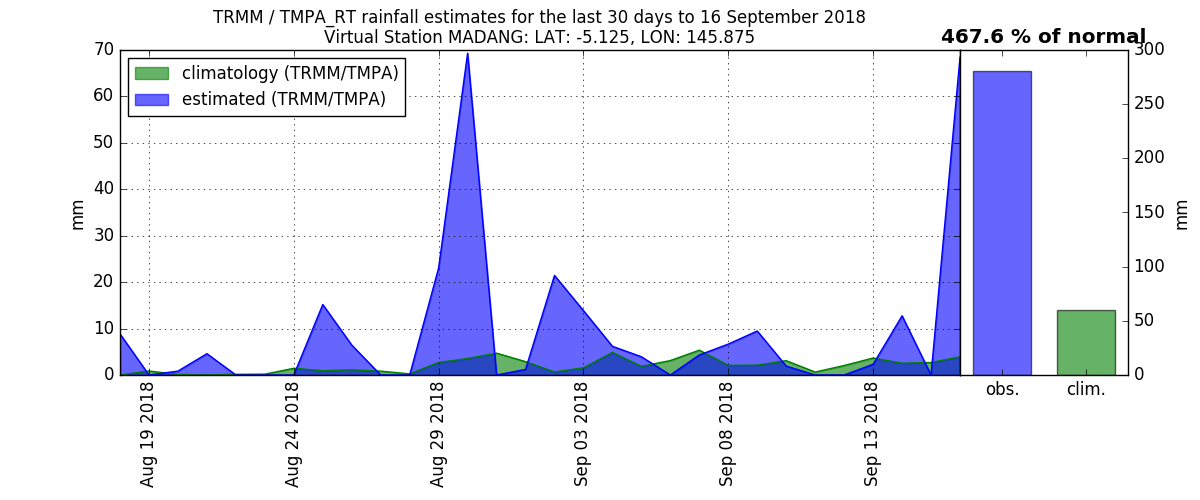 TRMM / TMPA_RT rainfall estimates for the last 30 days to 16 September 2018
Virtual Station MADANG: LAT: -5.125, LON: 145.875
467.6 % of normal
climatology (TRMM/TMPA)
estimated (TRMM/TMPA)
mm
70
60
50
40
30
20
10
0
Aug 19 2018
Aug 24 2018
Aug 29 2018
Sep 03 2018
Sep 08 2018
Sep 13 2018
obs.
clim.
300
250
200
150
100
50
0
mm